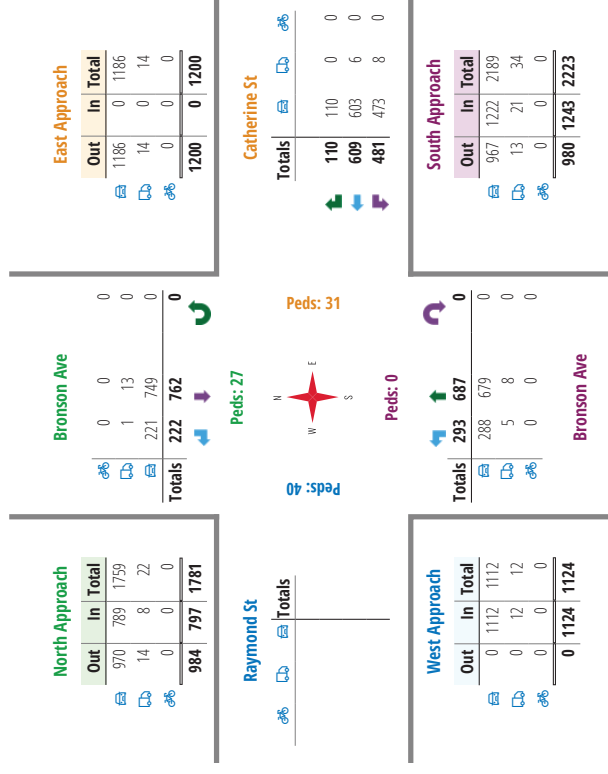 North Approach
Out In Total
970 789 1759
14 8 22
0 0 0
984 797 1781
Bronson Ave
0 0 0
1 13 0
221 749 0
Totals 222 762 0
East Approach
Out In Total
1186 0 1186
14 0 14
0 0 0
1200 0 1200
Peds: 27
Raymond St
Totals
Peds: 40
N
W E
S
Peds: 31
Catherine St
Totals
110 110 0 0
609 603 6 0
481 473 8 0
Peds: 0
West Approach
Out In Total
0 1112 1112
0 12 12
0 0 0
0 1124 1124
Totals 293 687 0
288 679 0
5 8 0
0 0 0
Bronson Ave
South Approach
Out In Total
967 1222 2189
13 21 34
0 0 0
980 1243 2223